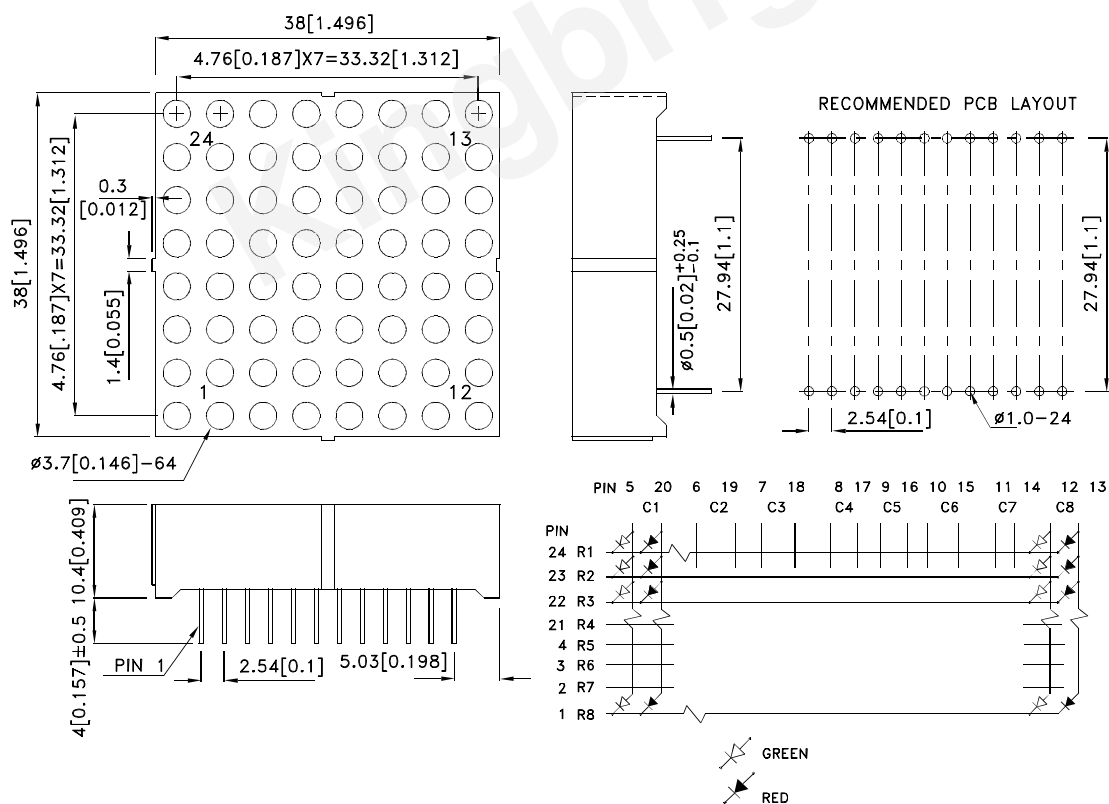 Kingbrig
38[1.496]
4.76[0.187]X7=33.32[1.312]
RECOMMENDED PCB LAYOUT
24
13
0.3
[0.012]
38[1.496]
4.76[.187]X7=33.32[1.312]
1.4[0.055]
1
12
ø3.7[0.146]-64
ø0.5[0.02]+0.25
-0.1
27.94[1.1]
27.94[1.1]
2.54[0.1]
ø1.0-24
4[0.157]±0.5
10.4[0.409]
PIN 1
2.54[0.1]
5.03[0.198]
PIN 5 20 6 19 7 18 8 17 9 16 10 15 11 14 12 13
C1 C2 C3 C4 C5 C6 C7 C8
PIN
24 R1
23 R2
22 R3
21 R4
4 R5
3 R6
2 R7
1 R8
GREEN
RED